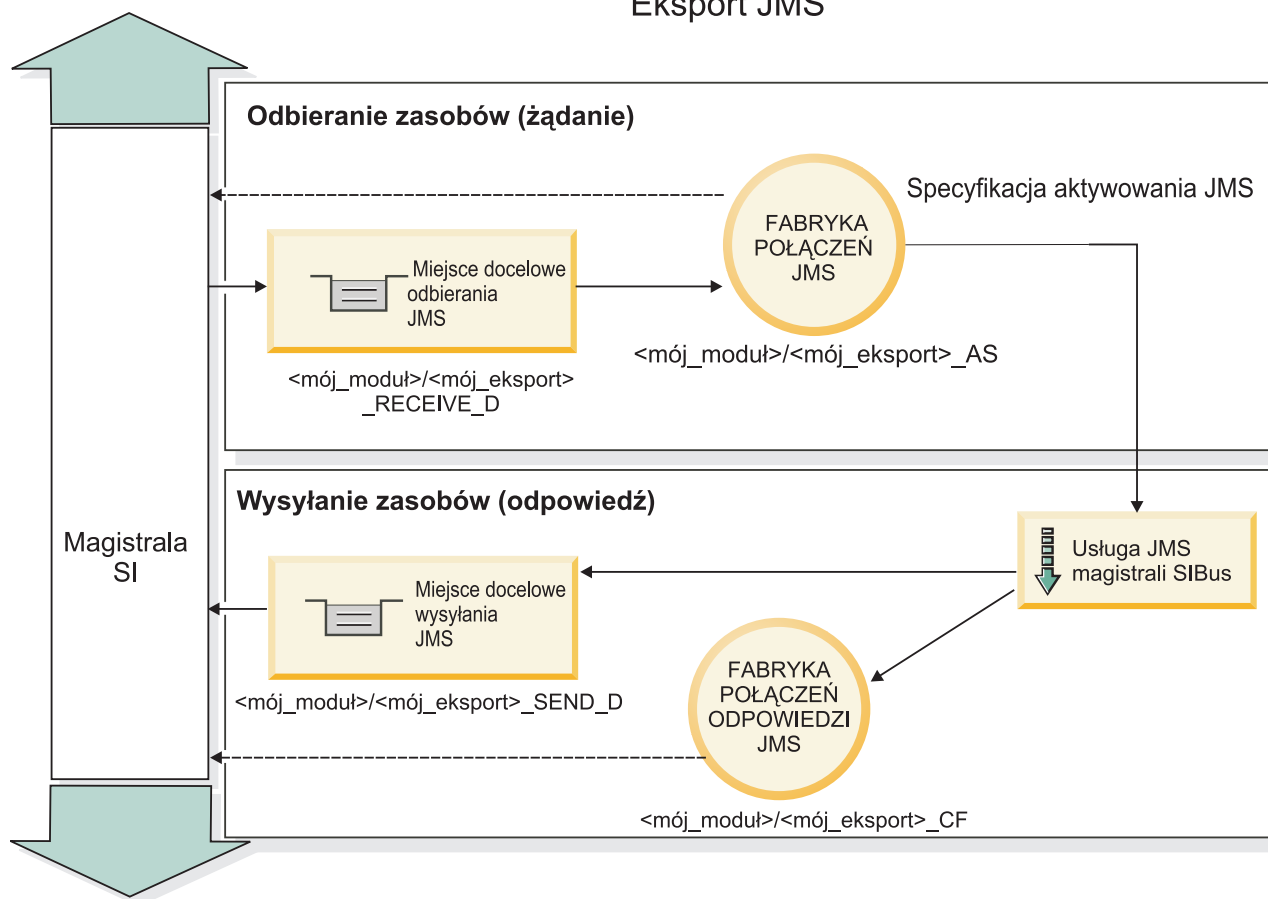 Eksport JMS
Odbieranie zasobów (żądanie)
Specyfikacja aktywowania JMS
FABRYKA
POŁĄCZEŃ
JMS
Miejsce docelowe
odbierania
JMS
<mój_moduł>/<mój_eksport>_AS
<mój_moduł>/<mój_eksport>
_RECEIVE_D
Wysyłanie zasobów (odpowiedź)
Magistrala
SI
Usługa JMS
magistrali SIBus
Miejsce docelowe
wysyłania
JMS
<mój_moduł>/<mój_eksport>_SEND_D
FABRYKA
POŁĄCZEŃ
ODPOWIEDZI
JMS
<mój_moduł>/<mój_eksport>_CF